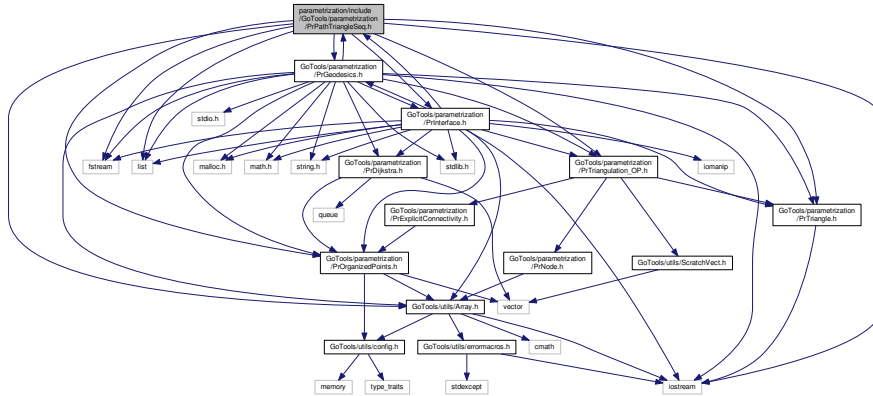 parametrization/include
/GoTools/parametrization
/PrPathTriangleSeq.h
GoTools/parametrization
/PrGeodesics.h
stdio.h
GoTools/parametrization
/PrInterface.h
fstream
list
malloc.h
math.h
string.h
GoTools/parametrization
/PrDijkstra.h
stdlib.h
GoTools/parametrization
/PrTriangulation_OP.h
iomanip
queue
GoTools/parametrization
/PrExplicitConnectivity.h
GoTools/parametrization
/PrTriangle.h
GoTools/parametrization
/PrOrganizedPoints.h
GoTools/parametrization
/PrNode.h
GoTools/utils/ScratchVect.h
GoTools/utils/Array.h
vector
GoTools/utils/config.h
GoTools/utils/errormacros.h
cmath
memory
type_traits
stdexcept
iostream